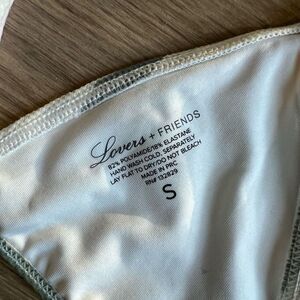 Lovers + FRIENDS
82% POLYAMIDE/18% ELASTANE
HAND WASH COLD. SEPARATELY
LAY FLAT TO DRY/DO NOT BLEACH
MADE IN PRC
RN# 132829
S